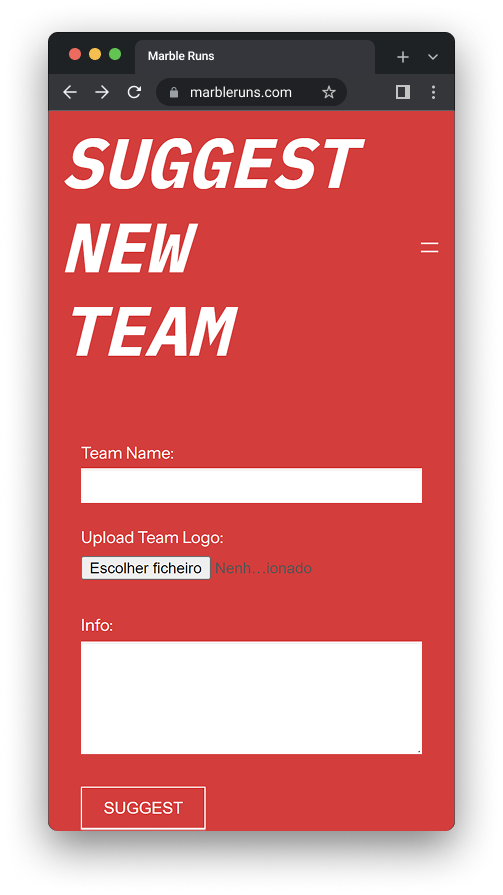 Marble Runs
marbleruns.com
SUGGEST
NEW
TEAM
Team Name:
Upload Team Logo:
Escolher ficheiro Nenh...ionado
Info:
SUGGEST